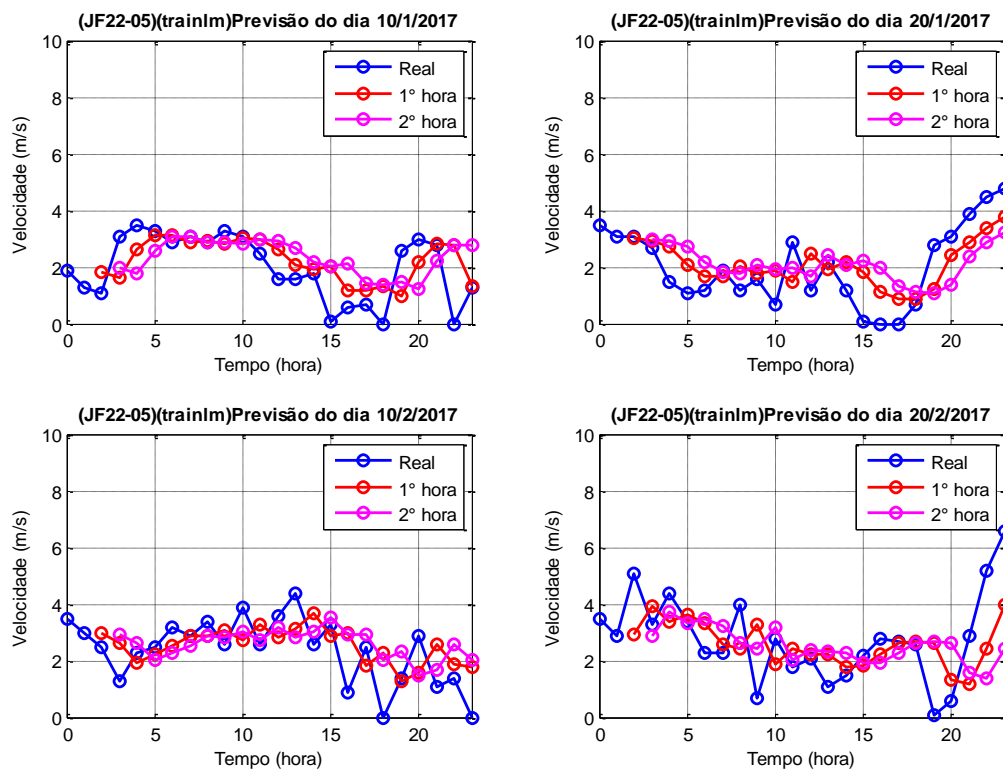 (JF22-05)(trainlm)Previsão do dia 10/1/2017
10
8
6
4
2
0
Velocidade (m/s)
Real
1° hora
2° hora
0 5 10 15 20
Tempo (hora)
(JF22-05)(trainlm)Previsão do dia 20/1/2017
10
8
6
4
2
0
Velocidade (m/s)
Real
1° hora
2° hora
0 5 10 15 20
Tempo (hora)
(JF22-05)(trainlm)Previsão do dia 10/2/2017
10
8
6
4
2
0
Velocidade (m/s)
Real
1° hora
2° hora
0 5 10 15 20
Tempo (hora)
(JF22-05)(trainlm)Previsão do dia 20/2/2017
10
8
6
4
2
0
Velocidade (m/s)
Real
1° hora
2° hora
0 5 10 15 20
Tempo (hora)